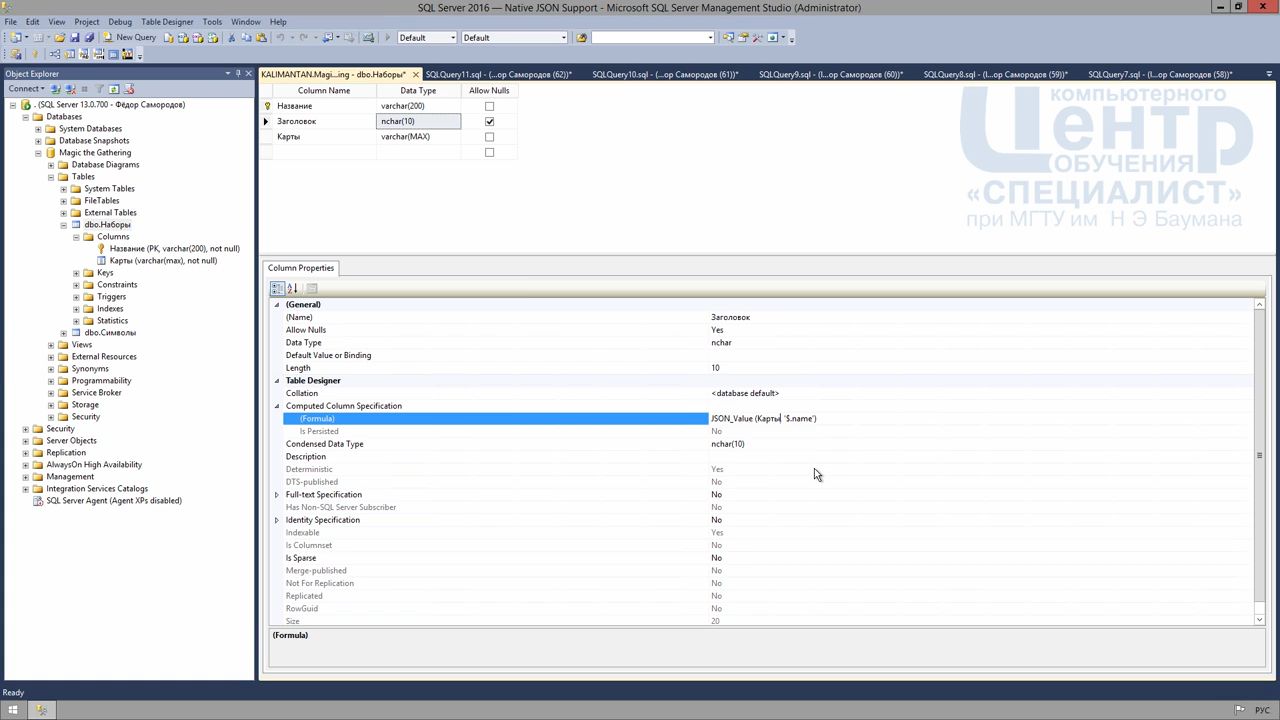 SQL Server 2016 — Native JSON Support - Microsoft SQL Server Management Studio (Administrator)
File Edit View Project Debug Table Designer Tools Window Help
New Query Default Default
Object Explorer
Connect
. (SQL Server 13.0.700 - Фёдор Самородов)
Databases
System Databases
Database Snapshots
Magic the Gathering
Database Diagrams
Tables
System Tables
FileTables
External Tables
dbo.Наборы
Columns
Название (PK, varchar(200), not null)
Карты (varchar(max), not null)
Keys
Constraints
Triggers
Indexes
Statistics
dbo.Символы
Views
External Resources
Synonyms
Programmability
Service Broker
Storage
Security
Security
Server Objects
Replication
AlwaysOn High Availability
Management
Integration Services Catalogs
SQL Server Agent (Agent XPs disabled)
KALIMANTAN.Magi...ing - dbo.Наборы* SQLQuery11.sql - (...ор Самородов (62))* SQLQuery10.sql - (...ор Самородов (61))* SQLQuery9.sql - (l...ор Самородов (60))* SQLQuery8.sql - (l...ор Самородов (59))* SQLQuery7.sql - (l...ор Самородов (58))*
Column Name Data Type Allow Nulls
Название varchar(200)
Заголовок nchar(10)
Карты varchar(MAX)
компьютерного
Центр
ОБУЧЕНИЯ
«СПЕЦИАЛИСТ»
при МГТУ им Н Э Баумана
Column Properties
(General)
(Name) Заголовок
Allow Nulls Yes
Data Type nchar
Default Value or Binding
Length 10
Table Designer
Collation <database default>
Computed Column Specification
(Formula) JSON_Value (Карты '$.name')
Is Persisted No
Condensed Data Type nchar(10)
Description
Deterministic Yes
DTS-published No
Full-text Specification No
Has Non-SQL Server Subscriber No
Identity Specification No
Indexable Yes
Is Columnset No
Is Sparse No
Merge-published No
Not For Replication No
Replicated No
RowGuid No
Size 20
(Formula)
Ready
РУС